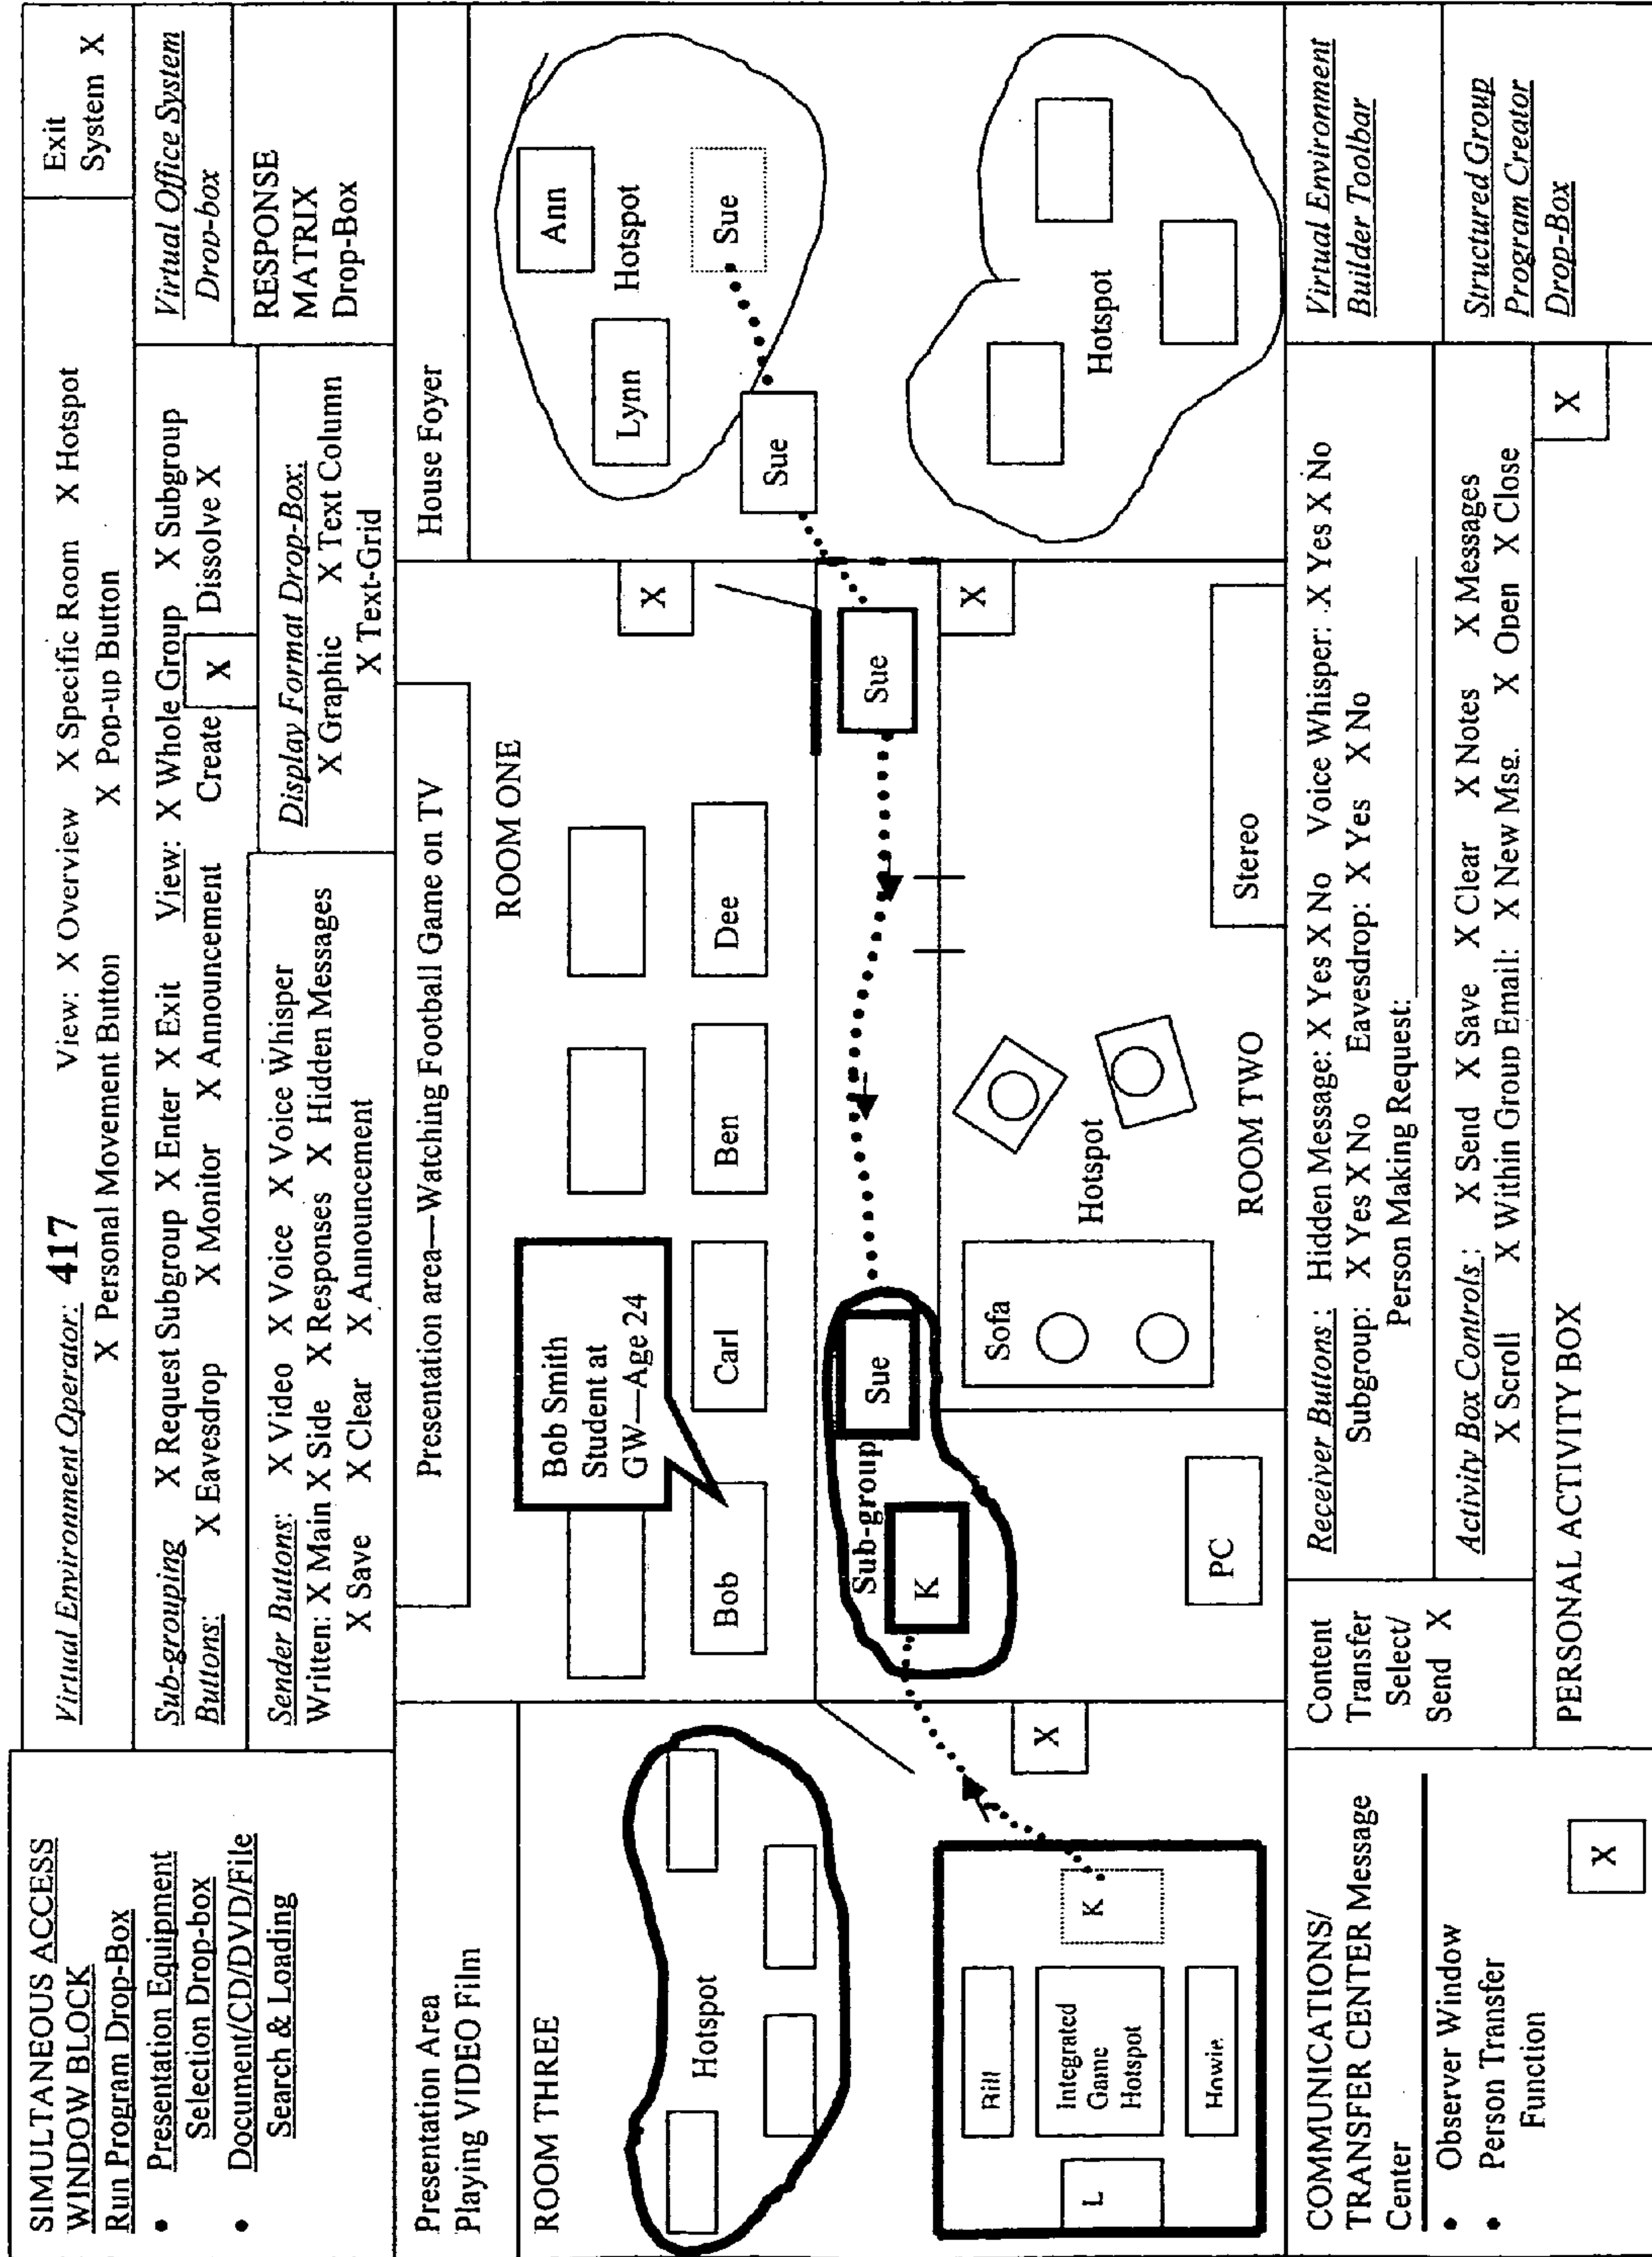 SIMULTANEOUS ACCESS
WINDOW BLOCK
Run Program Drop-Box
• Presentation Equipment
Selection Drop-box
• Document/CD/DVD/File
Search & Loading
Virtual Environment Operator: 417 View: X Overview X Specific Room X Hotspot
X Personal Movement Button X Pop-up Button
Exit
System X
Sub-grouping X Request Subgroup X Enter X Exit View: X Whole Group X Subgroup
Buttons: X Eavesdrop X Monitor X Announcement Create X Dissolve X
Virtual Office System
Drop-box
Sender Buttons: X Video X Voice X Voice Whisper
Written: X Main X Side X Responses X Hidden Messages
X Save X Clear X Announcement
Display Format Drop-Box:
X Graphic X Text Column
X Text-Grid
RESPONSE
MATRIX
Drop-Box
Presentation Area
Playing VIDEO Film
ROOM THREE
Hotspot
Bill
L
Integrated
Game
Hotspot
K
Howie
X
Presentation area—Watching Football Game on TV
ROOM ONE
Bob Smith
Student at
GW—Age 24
Bob
Carl
Ben
Dee
X
Sub-group
K
Sue
Sue
X
PC
Sofa
Hotspot
ROOM TWO
Stereo
House Foyer
Ann
Lynn
Hotspot
Sue
Sue
Hotspot
COMMUNICATIONS/
TRANSFER CENTER Message
Center
• Observer Window
• Person Transfer
Function
X
Content
Transfer
Select/
Send X
Receiver Buttons: Hidden Message: X Yes X No Voice Whisper: X Yes X No
Subgroup: X Yes X No Eavesdrop: X Yes X No
Person Making Request:
Virtual Environment
Builder Toolbar
Activity Box Controls: X Send X Save X Clear X Notes X Messages
X Scroll X Within Group Email: X New Msg. X Open X Close
Structured Group
Program Creator
Drop-Box
PERSONAL ACTIVITY BOX
X